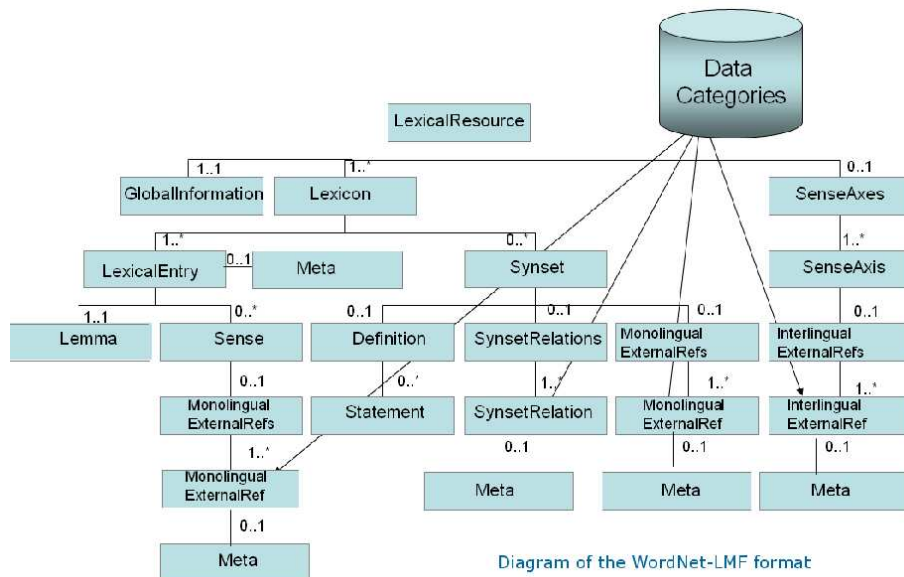 Data
Categories
LexicalResource
1..1
1..*
0..1
GlobalInformation
Lexicon
SenseAxes
1..*
0..*
1..*
0..1
LexicalEntry
Meta
Synset
SenseAxis
1..1
0..*
0..1
0..1
0..1
0..1
Lemma
Sense
Definition
SynsetRelations
Monolingual
ExternalRefs
Interlingual
ExternalRefs
0..1
0..*
1..*
1..*
1..*
Monolingual
ExternalRefs
Statement
SynsetRelation
Monolingual
ExternalRef
Interlingual
ExternalRef
1..*
0..1
0..1
0..1
Monolingual
ExternalRef
Meta
Meta
Meta
0..1
Meta
Diagram of the WordNet-LMF format